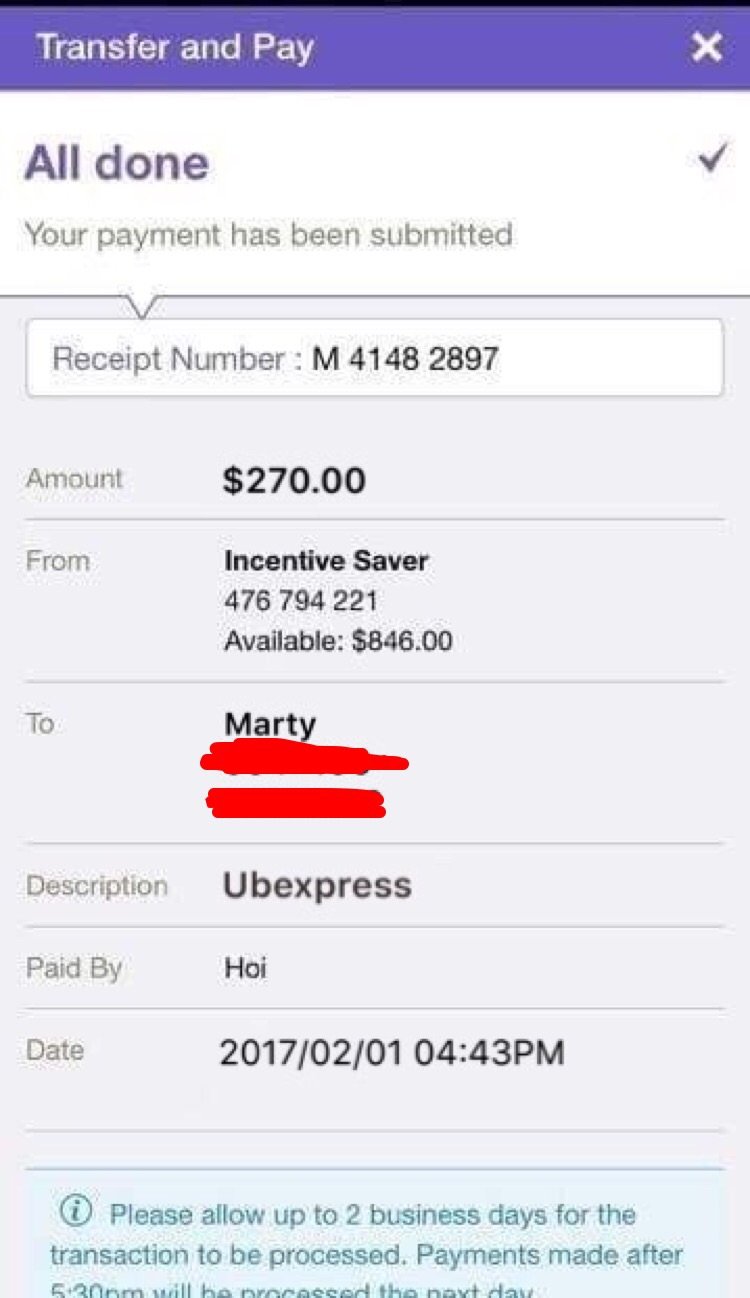 Transfer and Pay
All done
Your payment has been submitted
Receipt Number : M 4148 2897
Amount $270.00
From Incentive Saver
476 794 221
Available: $846.00
To Marty
Description Ubexpress
Paid By Hoi
Date 2017/02/01 04:43PM
Please allow up to 2 business days for the
transaction to be processed. Payments made after
5:30pm will be processed the next day